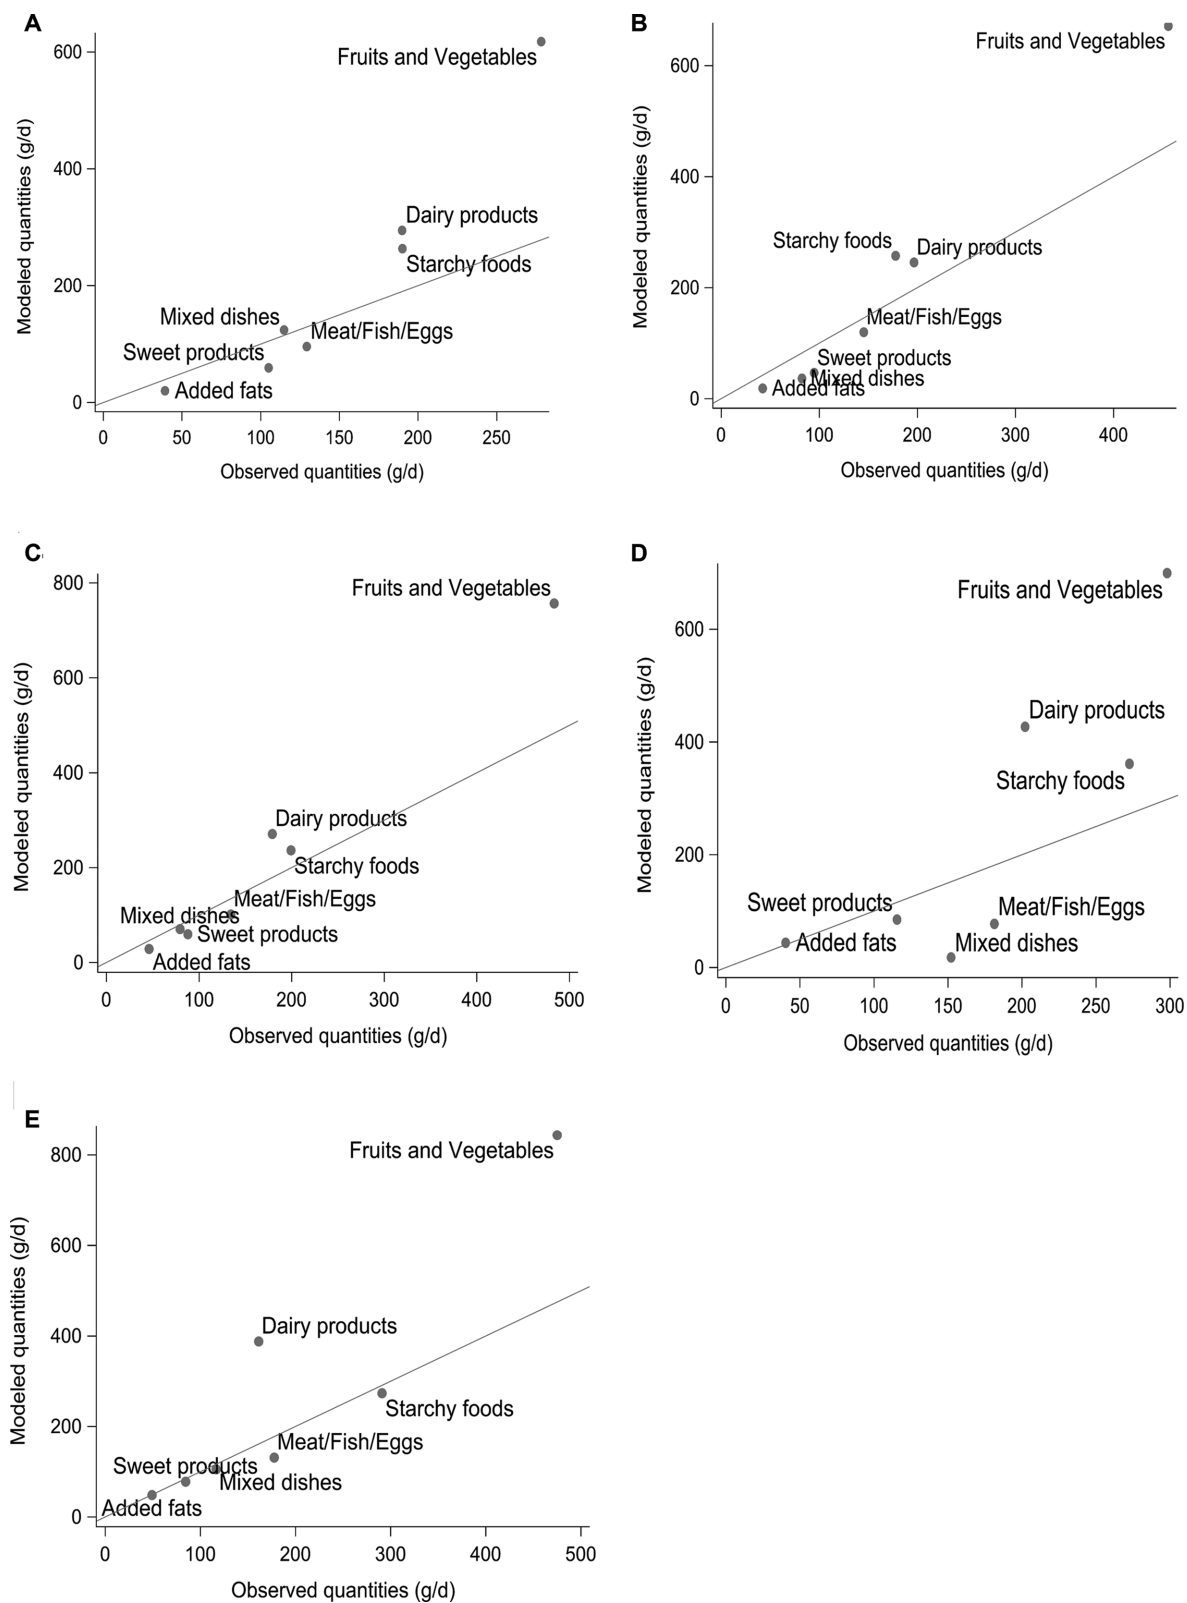 A
Modeled quantities (g/d)
600
400
200
0
Fruits and Vegetables
Dairy products
Starchy foods
Mixed dishes
Meat/Fish/Eggs
Sweet products
Added fats
0 50 100 150 200 250
Observed quantities (g/d)
B
Modeled quantities (g/d)
600
400
200
0
Fruits and Vegetables
Starchy foods
Dairy products
Meat/Fish/Eggs
Sweet products
Mixed dishes
Added fats
0 100 200 300 400
Observed quantities (g/d)
C
Modeled quantities (g/d)
800
600
400
200
0
Fruits and Vegetables
Dairy products
Starchy foods
Meat/Fish/Eggs
Mixed dishes
Sweet products
Added fats
0 100 200 300 400 500
Observed quantities (g/d)
D
Modeled quantities (g/d)
600
400
200
0
Fruits and Vegetables
Dairy products
Starchy foods
Sweet products
Meat/Fish/Eggs
Added fats
Mixed dishes
0 50 100 150 200 250 300
Observed quantities (g/d)
E
Modeled quantities (g/d)
800
600
400
200
0
Fruits and Vegetables
Dairy products
Starchy foods
Meat/Fish/Eggs
Sweet products
Mixed dishes
Added fats
0 100 200 300 400 500
Observed quantities (g/d)